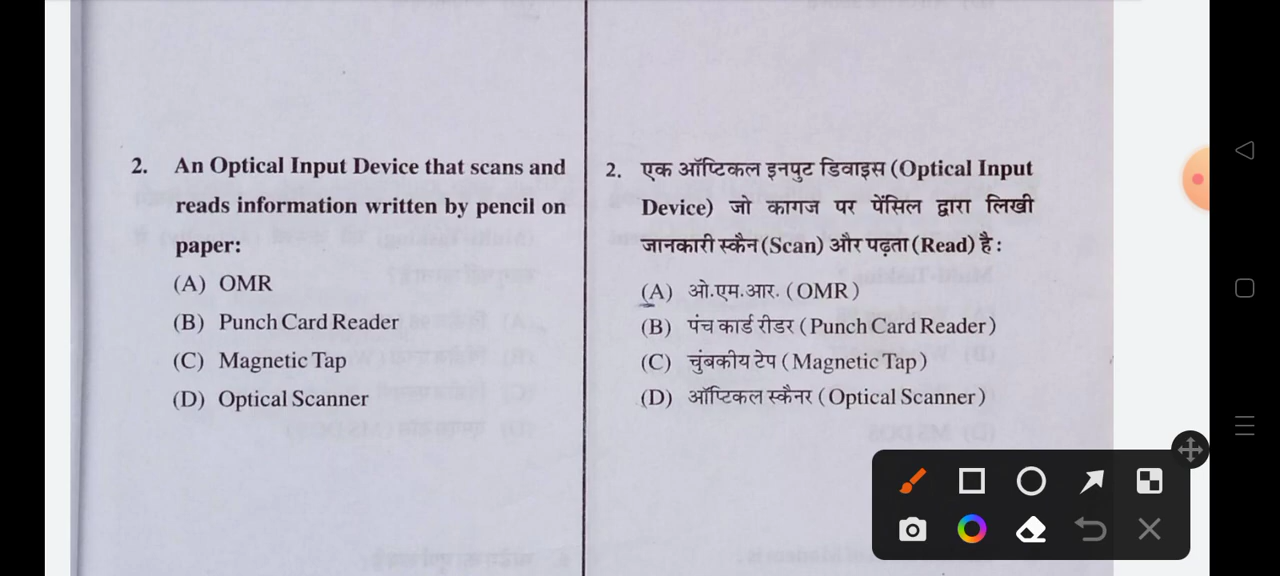 2. An Optical Input Device that scans and
reads information written by pencil on
paper:
(A) OMR
(B) Punch Card Reader
(C) Magnetic Tap
(D) Optical Scanner
2. एक ऑप्टिकल इनपुट डिवाइस (Optical Input
Device) जो कागज पर पेंसिल द्वारा लिखी
जानकारी स्कैन (Scan) और पढ़ता (Read) है :
(A) ओ.एम.आर. (OMR)
(B) पंच कार्ड रीडर (Punch Card Reader)
(C) चुंबकीय टेप (Magnetic Tap)
(D) ऑप्टिकल स्कैनर (Optical Scanner)